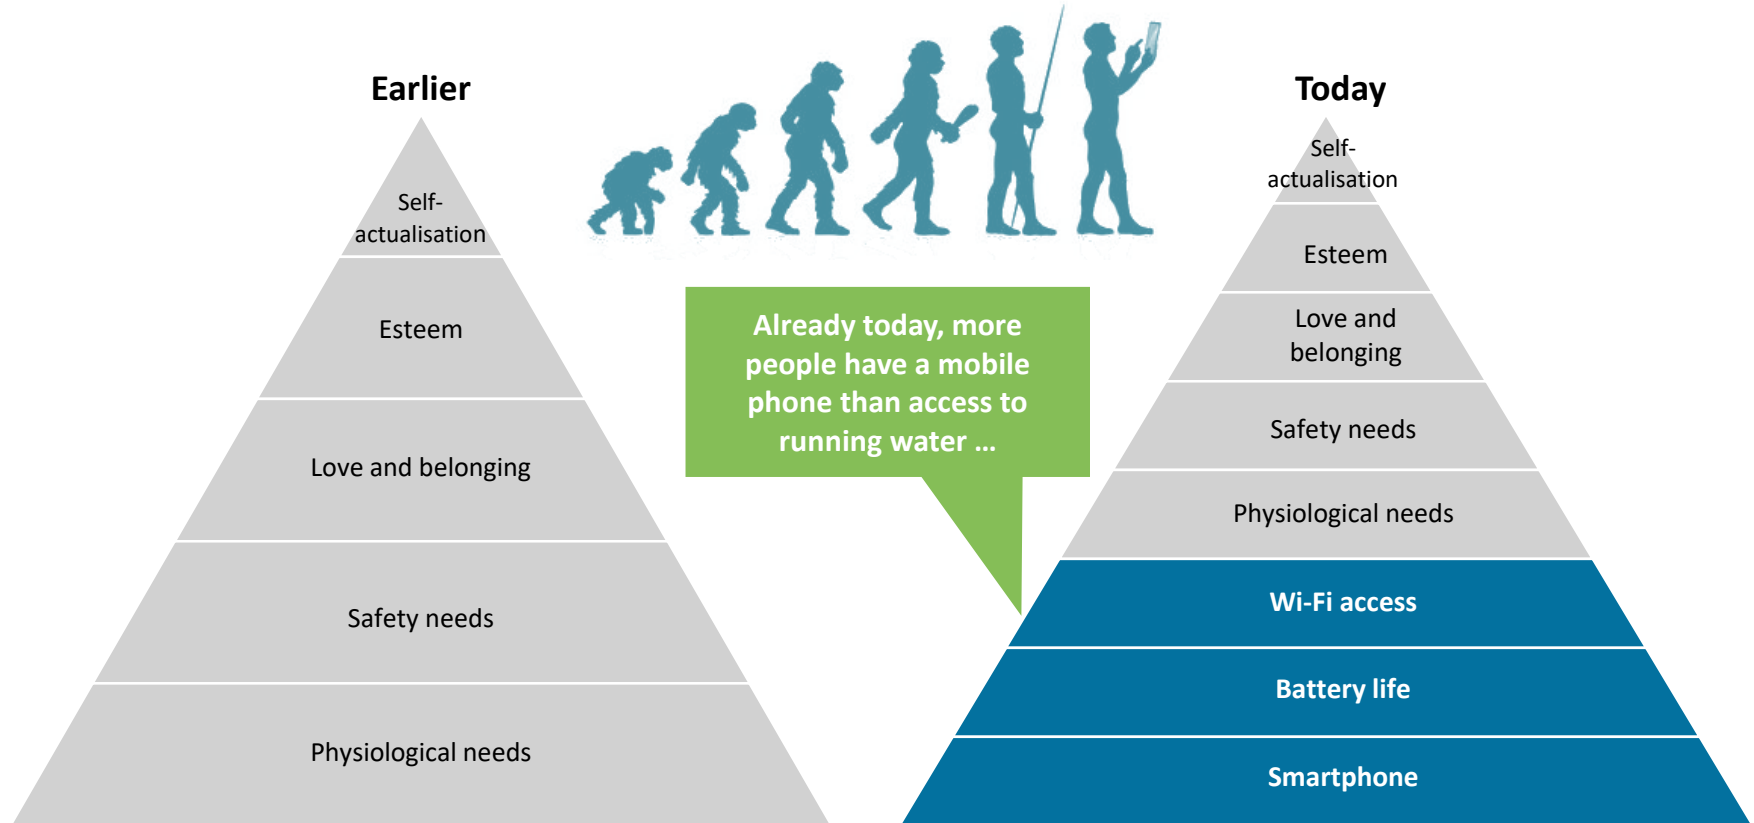 Earlier
Self-
actualisation
Esteem
Love and belonging
Safety needs
Physiological needs
Already today, more
people have a mobile
phone than access to
running water ...
Today
Self-
actualisation
Esteem
Love and
belonging
Safety needs
Physiological needs
Wi-Fi access
Battery life
Smartphone